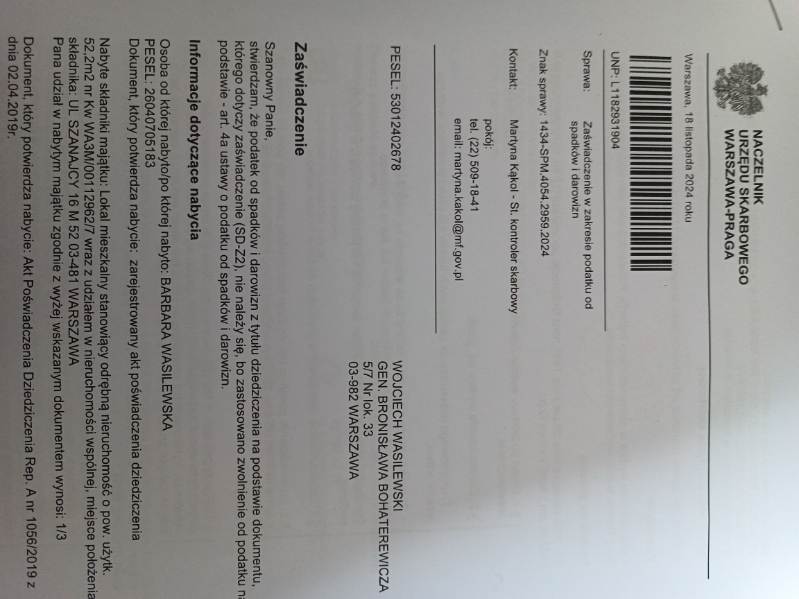 NACZELNIK
URZĘDU SKARBOWEGO
WARSZAWA-PRAGA
Warszawa, 18 listopada 2024 roku
UNP: L1182931904
Sprawa: Zaświadczenie w zakresie podatku od
spadków i darowizn
Znak sprawy: 1434-SPM.4054.2959.2024
Kontakt: Martyna Kąkol - St. kontroler skarbowy
pokój:
tel. (22) 509-18-41
email: martyna.kakol@mf.gov.pl
PESEL: 53012402678
WOJCIECH WASILEWSKI
GEN. BRONISŁAWA BOHATEREWICZA
5/7 Nr lok. 33
03-982 WARSZAWA
Zaświadczenie
Szanowny Panie,
stwierdzam, że podatek od spadków i darowizn z tytułu dziedziczenia na podstawie dokumentu,
którego dotyczy zaświadczenie (SD-Z2), nie należy się, bo zastosowano zwolnienie od podatku na
podstawie - art. 4a ustawy o podatku od spadków i darowizn.
Informacje dotyczące nabycia
Osoba od której nabyto/po której nabyto: BARBARA WASILEWSKA
PESEL: 26040705183
Dokument, który potwierdza nabycie: zarejestrowany akt poświadczenia dziedziczenia
Nabyte składniki majątku: Lokal mieszkalny stanowiący odrębną nieruchomość o pow. użytk.
52,2m2 nr Kw WA3M/00112962/7 wraz z udziałem w nieruchomości wspólnej, miejsce położenia
składnika: UL SZANAJCY 16 M 52 03-481 WARSZAWA
Pana udział w nabytym majątku zgodnie z wyżej wskazanym dokumentem wynosi: 1/3
Dokument, który potwierdza nabycie: Akt Poświadczenia Dziedziczenia Rep. A nr 1056/2019 z
dnia 02.04.2019r.